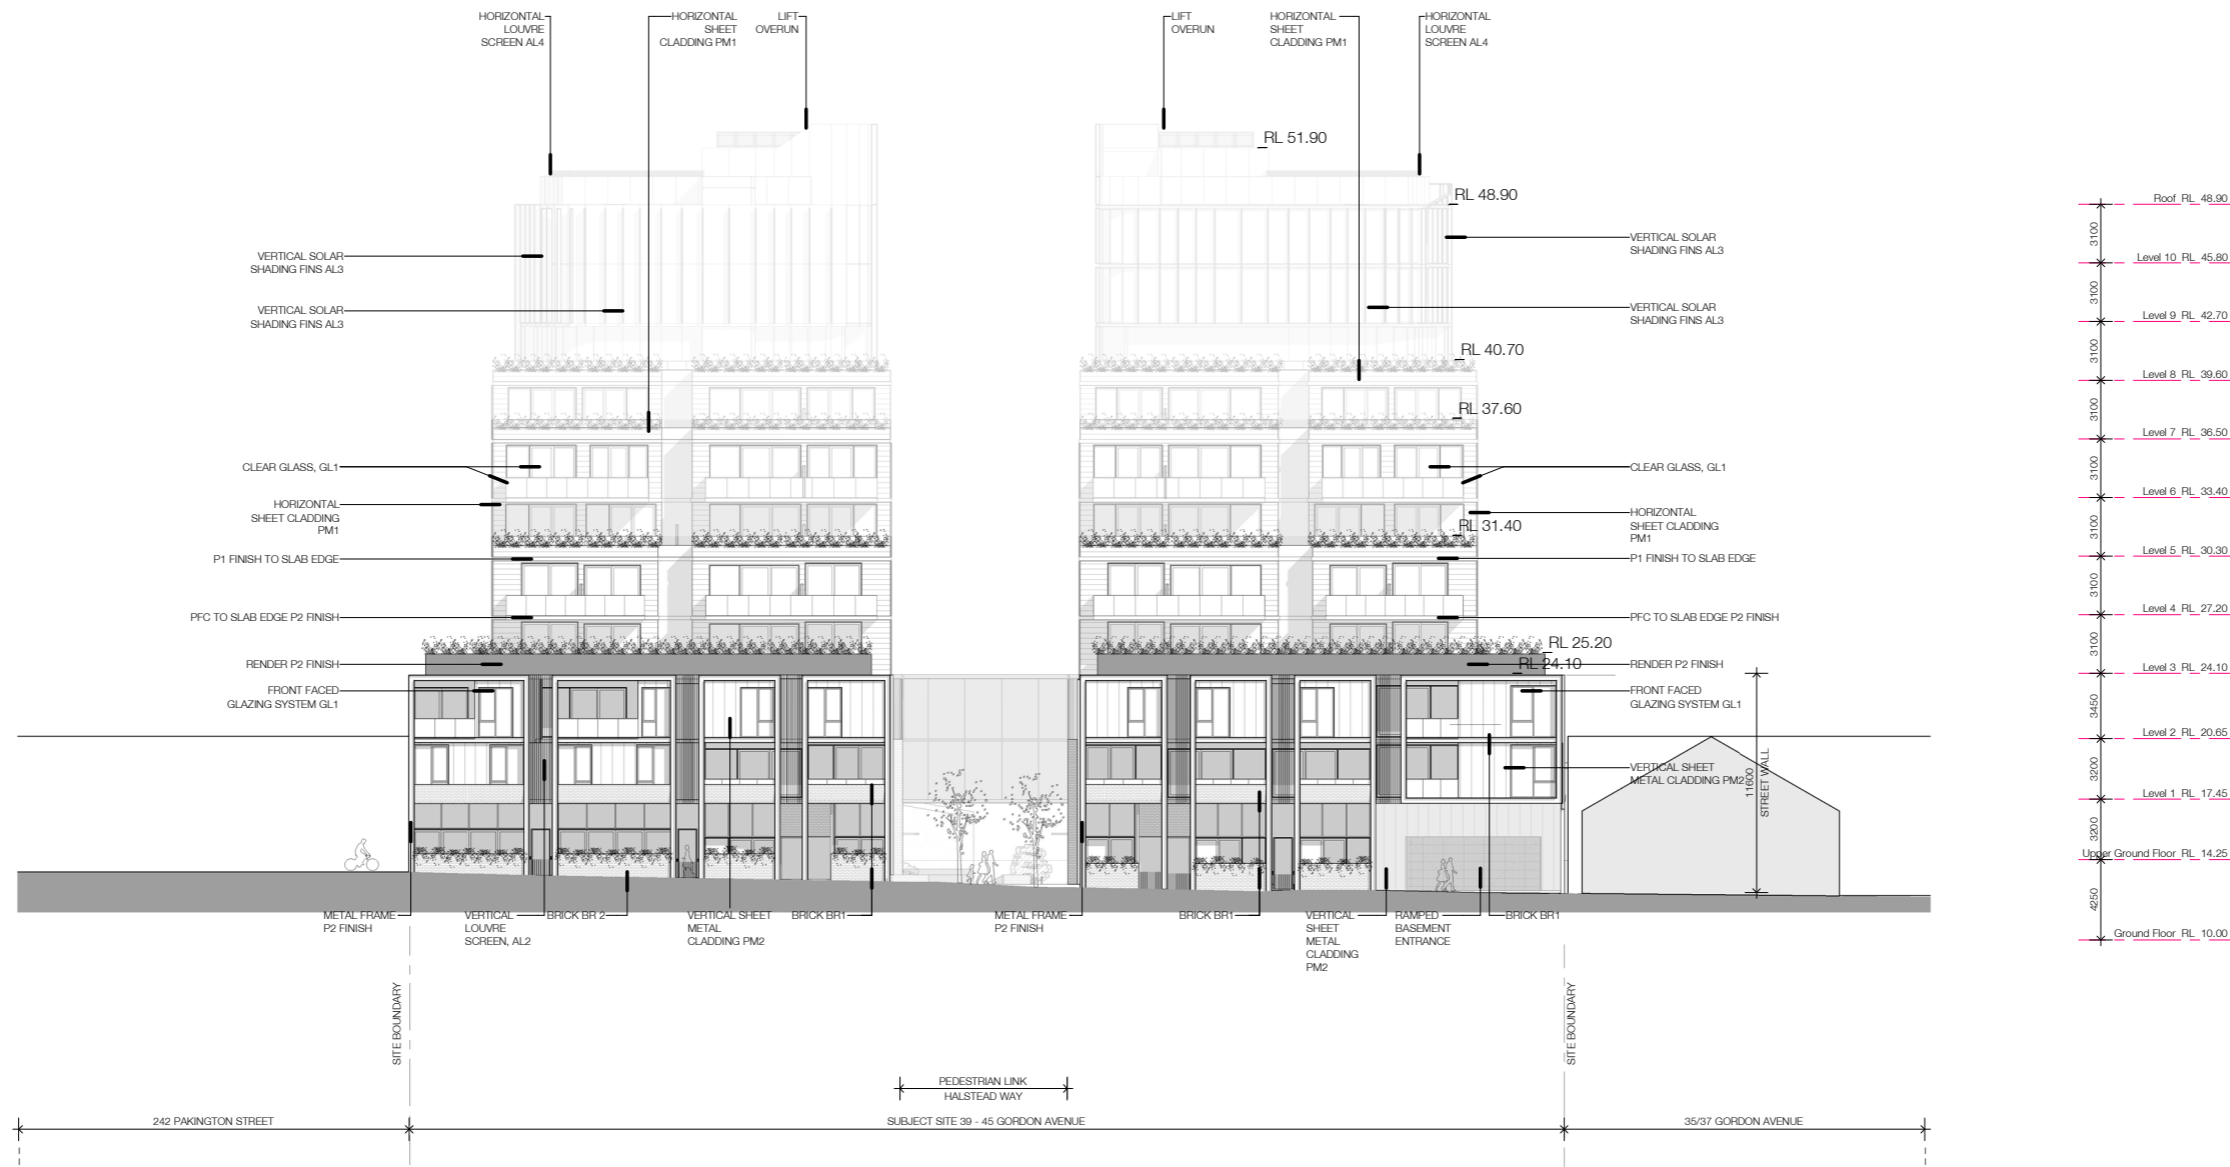 HORIZONTAL
LOUVRE
SCREEN AL4
HORIZONTAL
SHEET
CLADDING PM1
LIFT
OVERUN
LIFT
OVERUN
HORIZONTAL
SHEET
CLADDING PM1
HORIZONTAL
LOUVRE
SCREEN AL4
RL 51.90
RL 48.90
RL 40.70
RL 37.60
RL 31.40
RL 25.20
RL 24.10
VERTICAL SOLAR
SHADING FINS AL3
VERTICAL SOLAR
SHADING FINS AL3
CLEAR GLASS, GL1
HORIZONTAL
SHEET CLADDING
PM1
P1 FINISH TO SLAB EDGE
PFC TO SLAB EDGE P2 FINISH
RENDER P2 FINISH
FRONT FACED
GLAZING SYSTEM GL1
VERTICAL SOLAR
SHADING FINS AL3
VERTICAL SOLAR
SHADING FINS AL3
CLEAR GLASS, GL1
HORIZONTAL
SHEET CLADDING
PM1
P1 FINISH TO SLAB EDGE
PFC TO SLAB EDGE P2 FINISH
RENDER P2 FINISH
FRONT FACED
GLAZING SYSTEM GL1
VERTICAL SHEET
METAL CLADDING PM2
11600
STREET WALL
Roof RL 48.90
3100
Level 10 RL 45.80
3100
Level 9 RL 42.70
3100
Level 8 RL 39.60
3100
Level 7 RL 36.50
3100
Level 6 RL 33.40
3100
Level 5 RL 30.30
3100
Level 4 RL 27.20
3100
Level 3 RL 24.10
3450
Level 2 RL 20.65
3200
Level 1 RL 17.45
3200
Upper Ground Floor RL 14.25
4250
Ground Floor RL 10.00
METAL FRAME
P2 FINISH
VERTICAL
LOUVRE
SCREEN, AL2
BRICK BR 2
VERTICAL SHEET
METAL
CLADDING PM2
BRICK BR1
METAL FRAME
P2 FINISH
BRICK BR1
VERTICAL
SHEET
METAL
CLADDING
PM2
RAMPED
BASEMENT
ENTRANCE
BRICK BR1
SITE BOUNDARY
SITE BOUNDARY
PEDESTRIAN LINK
HALSTEAD WAY
242 PAKINGTON STREET
SUBJECT SITE 39 - 45 GORDON AVENUE
35/37 GORDON AVENUE